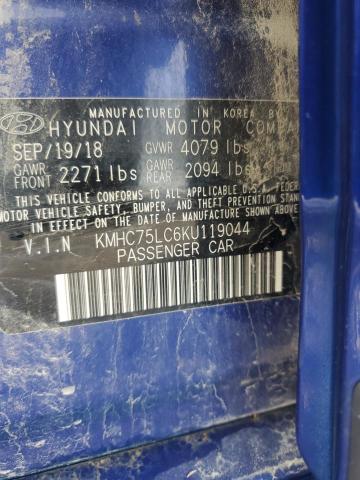 MANUFACTURED IN KOREA BY
HYUNDAI MOTOR COMPA
SEP/19/18 GVWR 4079 lbs
GAWR FRONT 2271 lbs GAWR REAR 2094 lbs
THIS VEHICLE CONFORMS TO ALL APPLICABLE U.S.A. FEDER
MOTOR VEHICLE SAFETY, BUMPER, AND THEFT PREVENTION
IN EFFECT ON THE DATE OF MANUFACTURE SHOWN ABOVE
V.I.N KMHC75LC6KU119044
PASSENGER CAR